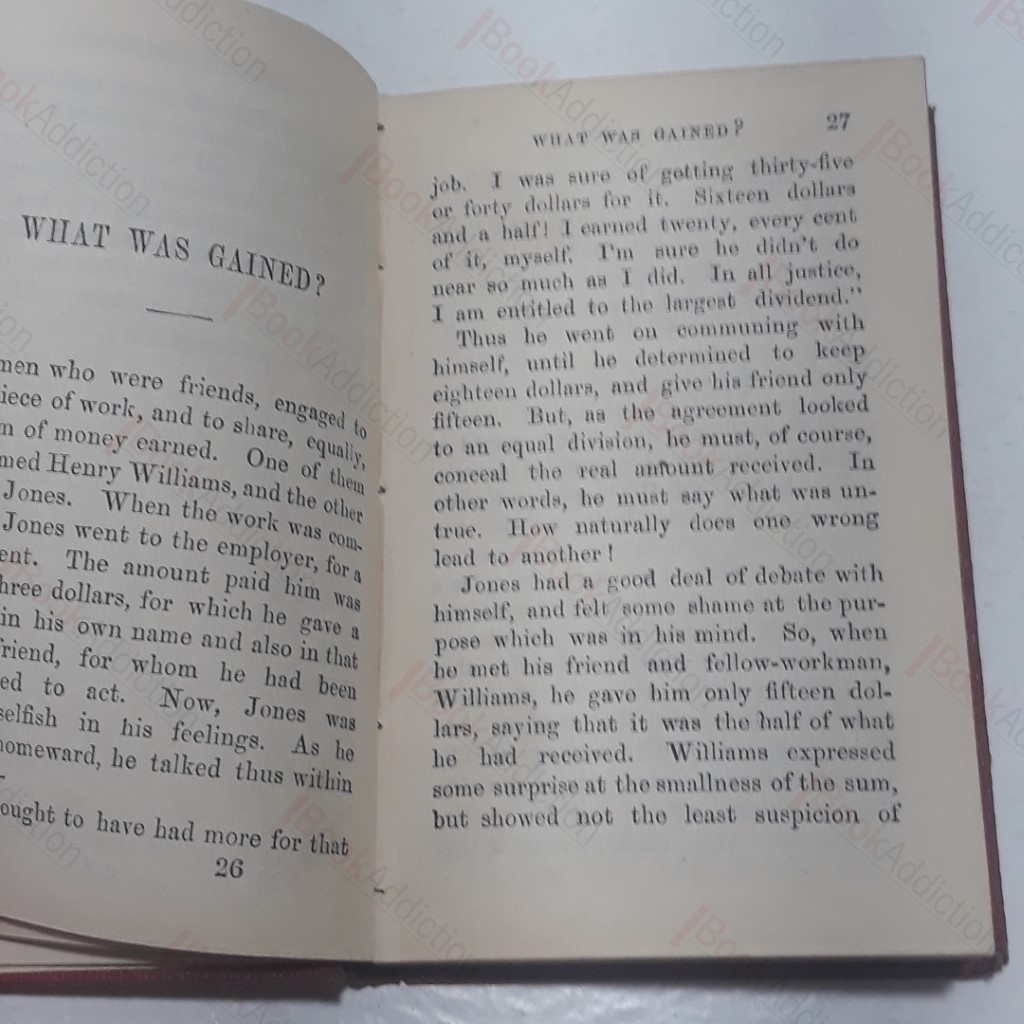 WHAT WAS GAINED?
men who were friends, engaged to
iece of work, and to share, equally,
m of money earned. One of them
med Henry Williams, and the other
Jones. When the work was com-
Jones went to the employer, for a
ent. The amount paid him was
hree dollars, for which he gave a
in his own name and also in that
friend, for whom he had been
ed to act. Now, Jones was
selfish in his feelings. As he
homeward, he talked thus within
ought to have had more for that
26
WHAT WAS GAINED? 27
job. I was sure of getting thirty-five
or forty dollars for it. Sixteen dollars
and a half! I earned twenty, every cent
of it, myself. I'm sure he didn't do
near so much as I did. In all justice,
I am entitled to the largest dividend."
Thus he went on communing with
himself, until he determined to keep
eighteen dollars, and give his friend only
fifteen. But, as the agreement looked
to an equal division, he must, of course,
conceal the real amount received. In
other words, he must say what was un-
true. How naturally does one wrong
lead to another!
Jones had a good deal of debate with
himself, and felt some shame at the pur-
pose which was in his mind. So, when
he met his friend and fellow-workman,
Williams, he gave him only fifteen dol-
lars, saying that it was the half of what
he had received. Williams expressed
some surprise at the smallness of the sum,
but showed not the least suspicion of
BookAddiction